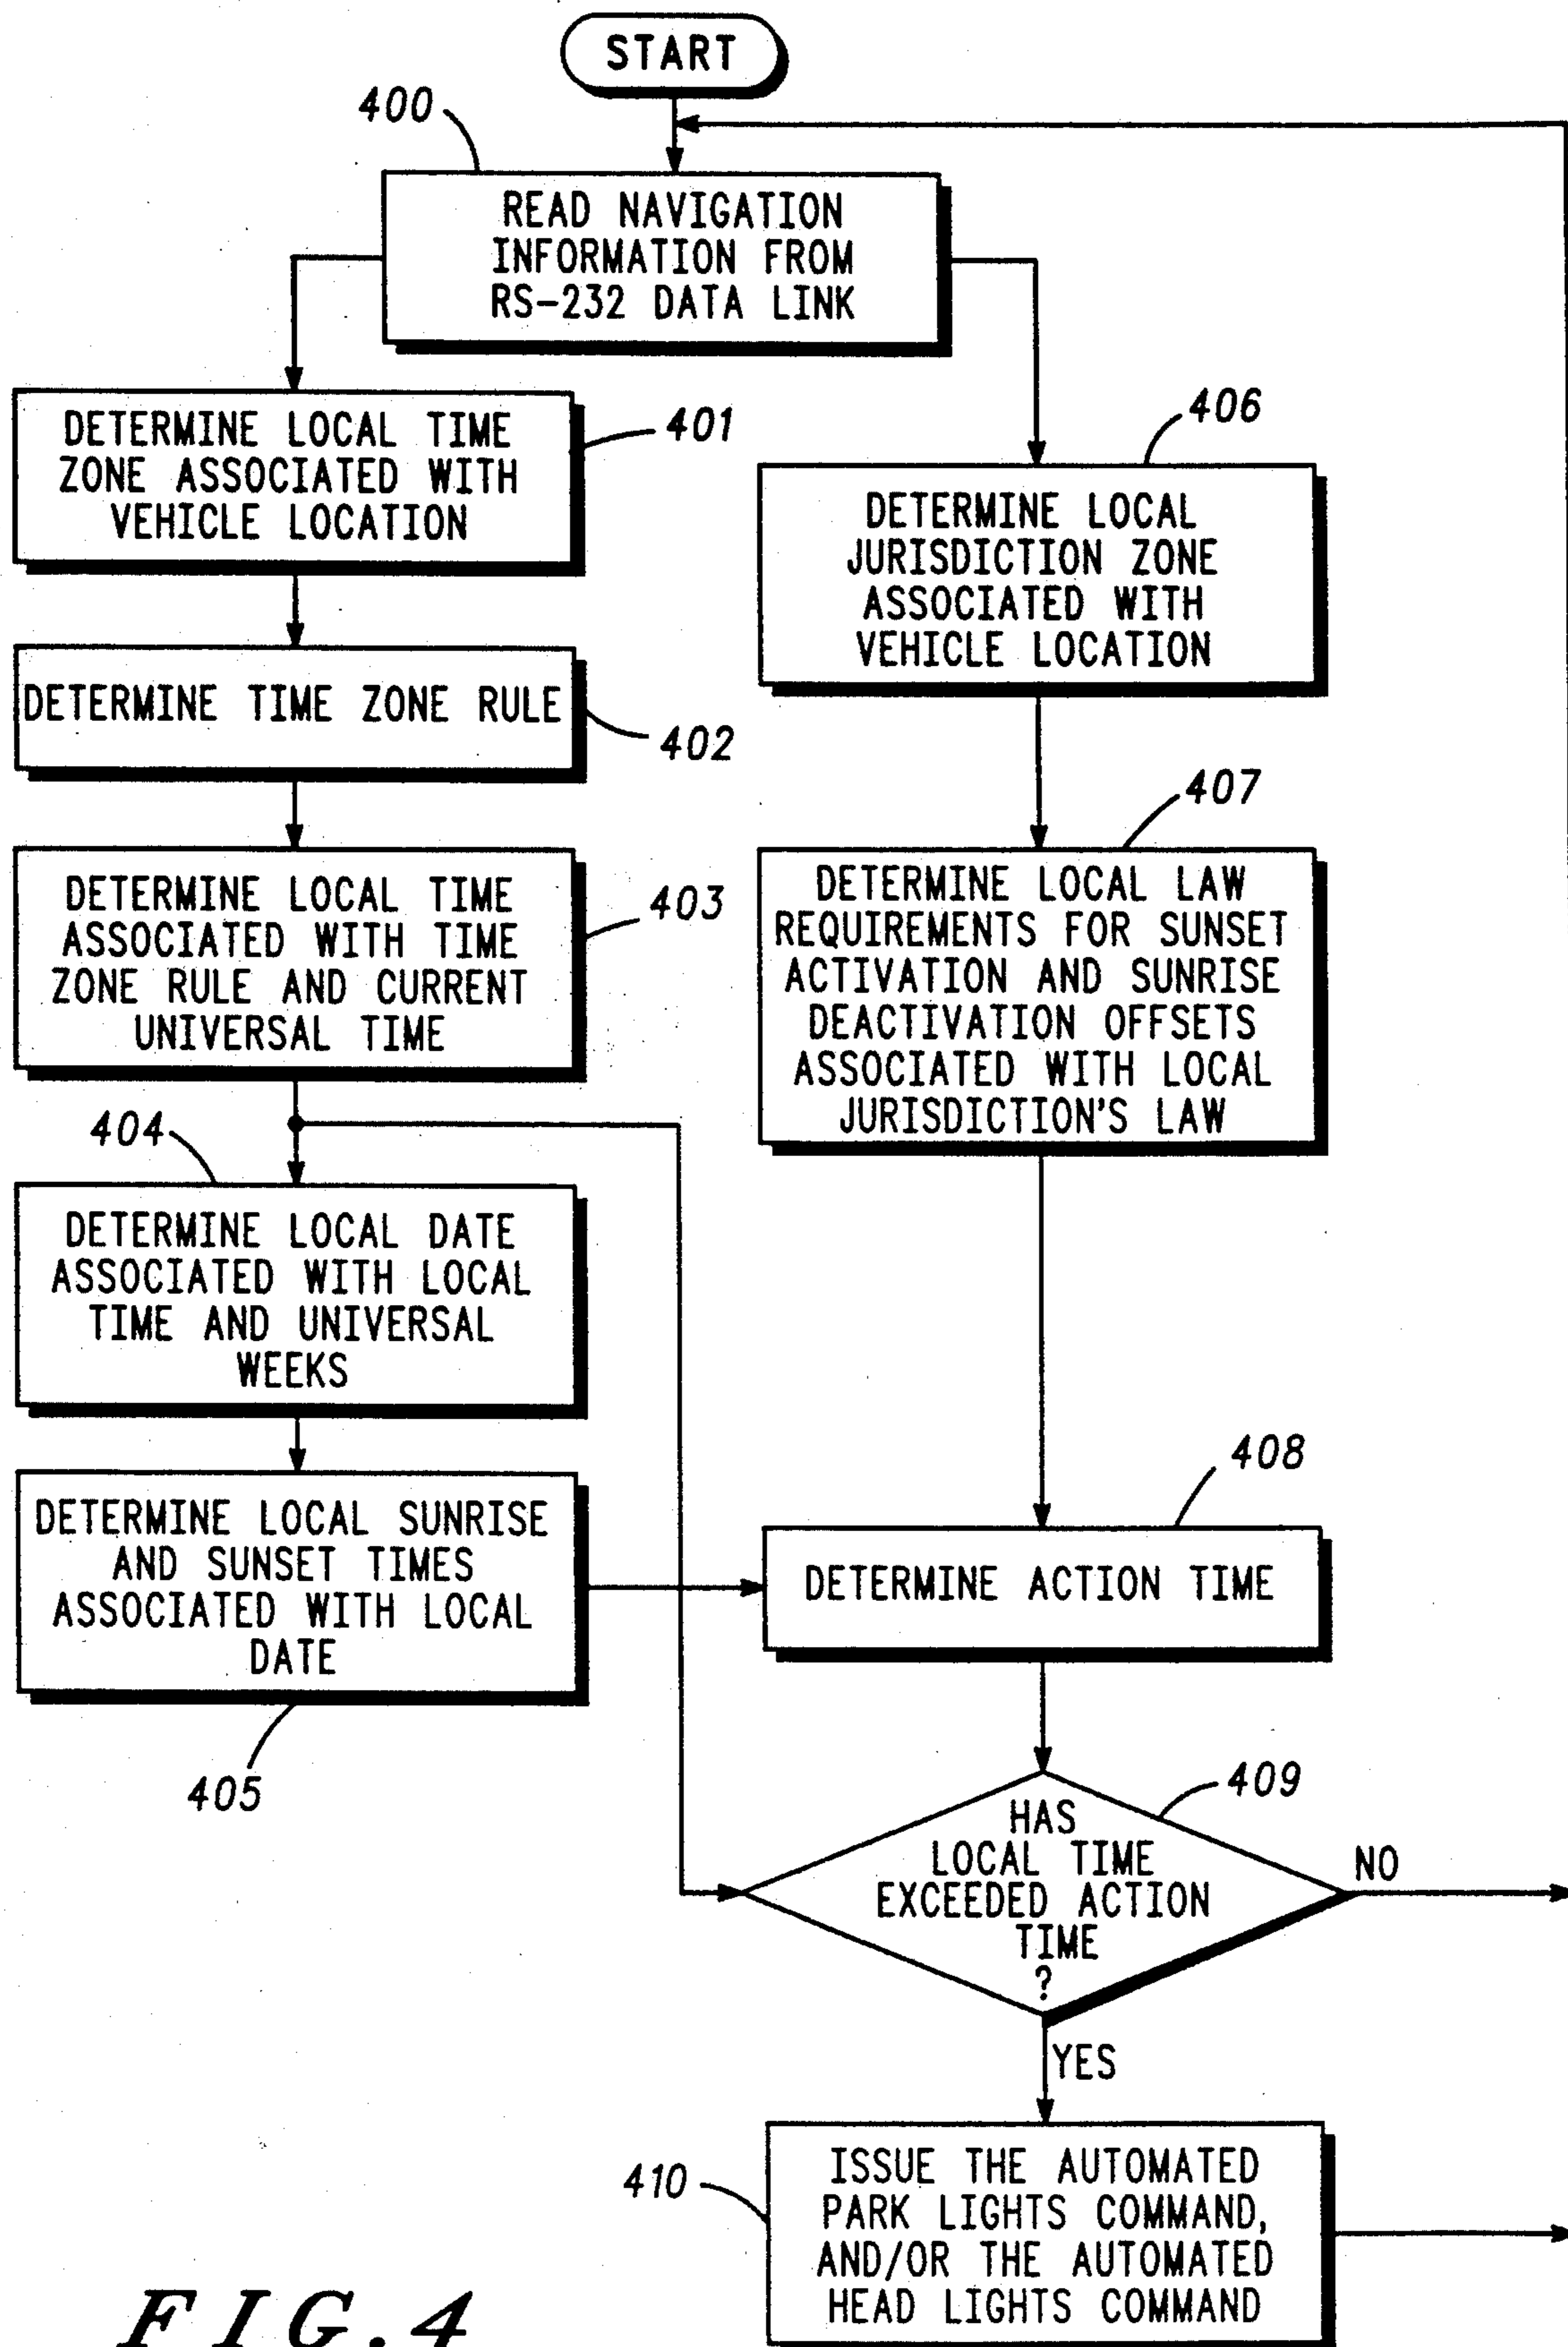 START
400
READ NAVIGATION
INFORMATION FROM
RS-232 DATA LINK
DETERMINE LOCAL TIME
ZONE ASSOCIATED WITH
VEHICLE LOCATION
401
406
DETERMINE LOCAL
JURISDICTION ZONE
ASSOCIATED WITH
VEHICLE LOCATION
DETERMINE TIME ZONE RULE
402
407
DETERMINE LOCAL TIME
ASSOCIATED WITH TIME
ZONE RULE AND CURRENT
UNIVERSAL TIME
403
DETERMINE LOCAL LAW
REQUIREMENTS FOR SUNSET
ACTIVATION AND SUNRISE
DEACTIVATION OFFSETS
ASSOCIATED WITH LOCAL
JURISDICTION'S LAW
404
DETERMINE LOCAL DATE
ASSOCIATED WITH LOCAL
TIME AND UNIVERSAL
WEEKS
DETERMINE LOCAL SUNRISE
AND SUNSET TIMES
ASSOCIATED WITH LOCAL
DATE
405
408
DETERMINE ACTION TIME
409
HAS
LOCAL TIME
EXCEEDED ACTION
TIME
?
NO
YES
410
ISSUE THE AUTOMATED
PARK LIGHTS COMMAND,
AND/OR THE AUTOMATED
HEAD LIGHTS COMMAND
FIG.4